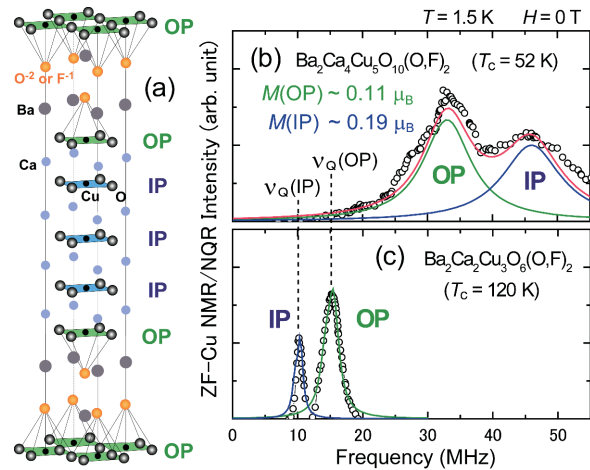 T = 1.5 K H = 0 T
OP
(b) Ba2Ca4Cu5O10(O,F)2 (Tc = 52 K)
O-2 or F-1
(a)
M(OP) ~ 0.11 μB
M(IP) ~ 0.19 μB
Ba
OP
νQ(OP)
νQ(IP)
OP
IP
Ca
IP
Cu
O
IP
IP
OP
OP
ZF-Cu NMR/NQR Intensity (arb. unit)
(c) Ba2Ca2Cu3O6(O,F)2
(Tc = 120 K)
IP
OP
0 10 20 30 40 50
Frequency (MHz)